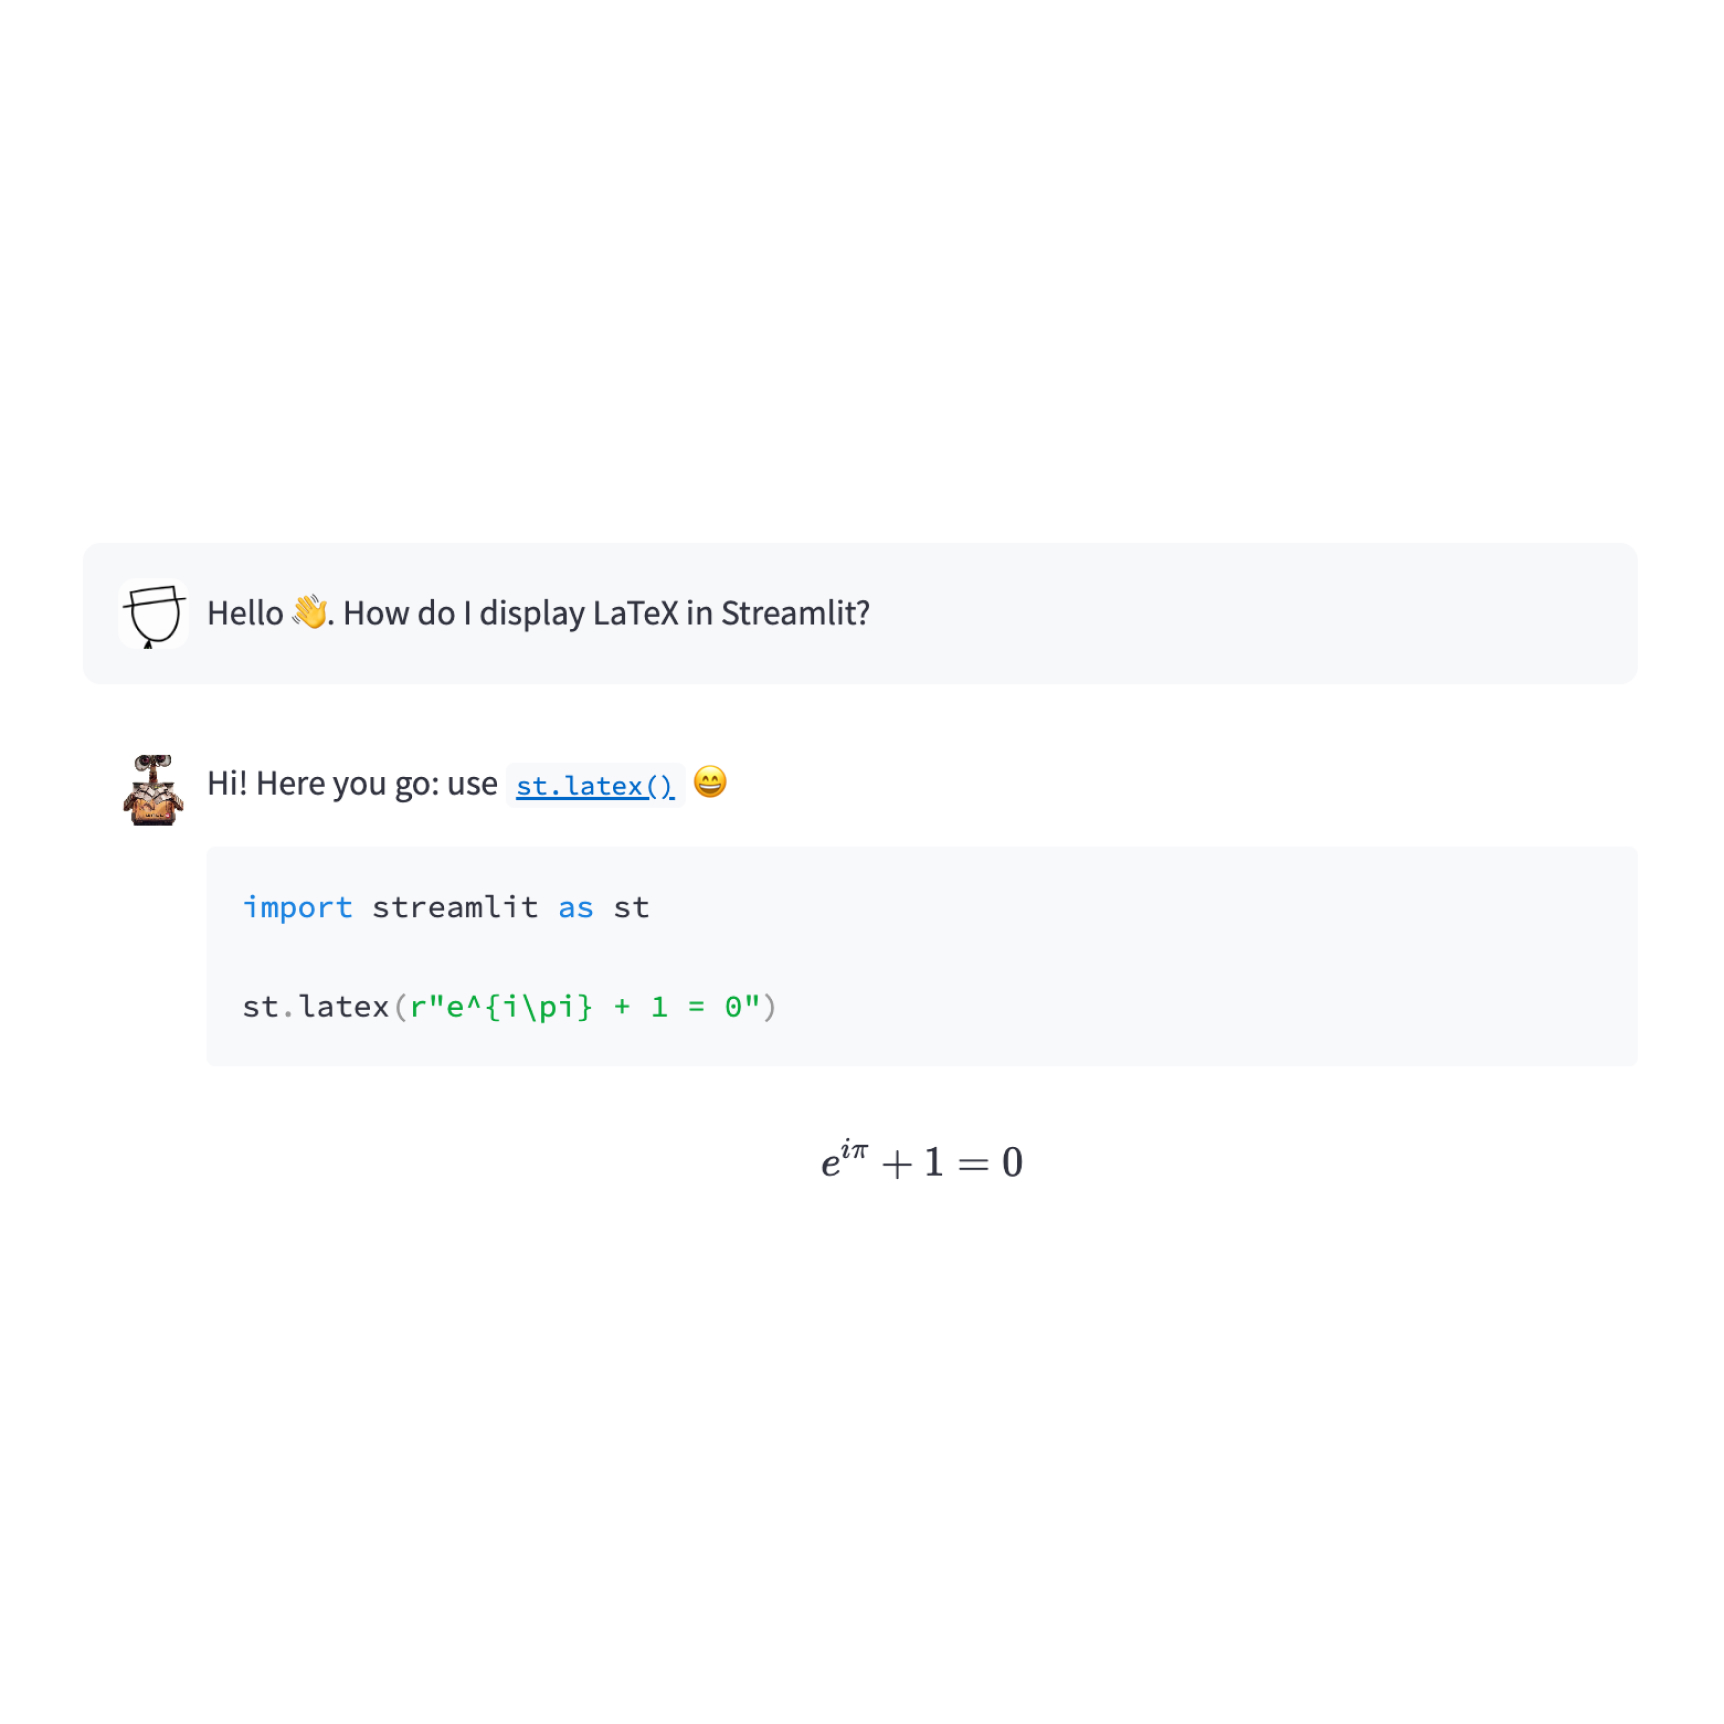 Hello 👋. How do I display LaTeX in Streamlit?
Hi! Here you go: use st.latex() 😄
import streamlit as st
st.latex(r"e^{i\pi} + 1 = 0")
e^{iπ} + 1 = 0